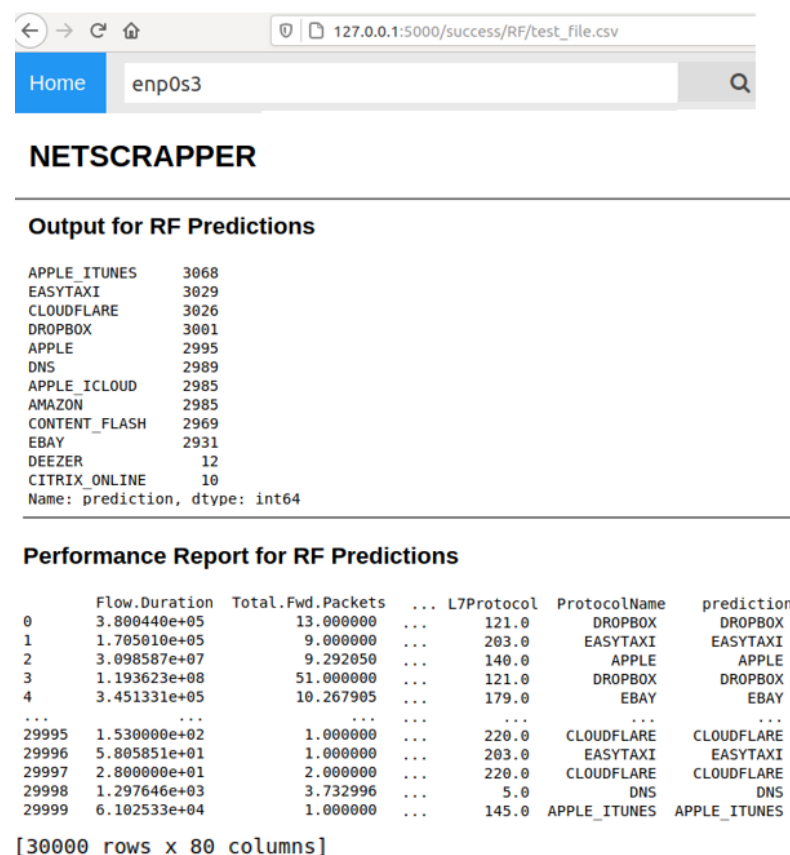 127.0.0.1:5000/success/RF/test_file.csv
Home enp0s3
NETSCRAPPER
Output for RF Predictions
APPLE_ITUNES 3068
EASYTAXI 3029
CLOUDFLARE 3026
DROPBOX 3001
APPLE 2995
DNS 2989
APPLE_ICLOUD 2985
AMAZON 2985
CONTENT_FLASH 2969
EBAY 2931
DEEZER 12
CITRIX_ONLINE 10
Name: prediction, dtype: int64
Performance Report for RF Predictions
Flow.Duration Total.Fwd.Packets ... L7Protocol ProtocolName prediction
0 3.800440e+05 13.000000 ... 121.0 DROPBOX DROPBOX
1 1.705010e+05 9.000000 ... 203.0 EASYTAXI EASYTAXI
2 3.098587e+07 9.292050 ... 140.0 APPLE APPLE
3 1.193623e+08 51.000000 ... 121.0 DROPBOX DROPBOX
4 3.451331e+05 10.267905 ... 179.0 EBAY EBAY
... ... ... ... ... ... ...
29995 1.530000e+02 1.000000 ... 220.0 CLOUDFLARE CLOUDFLARE
29996 5.805851e+01 1.000000 ... 203.0 EASYTAXI EASYTAXI
29997 2.800000e+01 2.000000 ... 220.0 CLOUDFLARE CLOUDFLARE
29998 1.297646e+03 3.732996 ... 5.0 DNS DNS
29999 6.102533e+04 1.000000 ... 145.0 APPLE_ITUNES APPLE_ITUNES
[30000 rows x 80 columns]